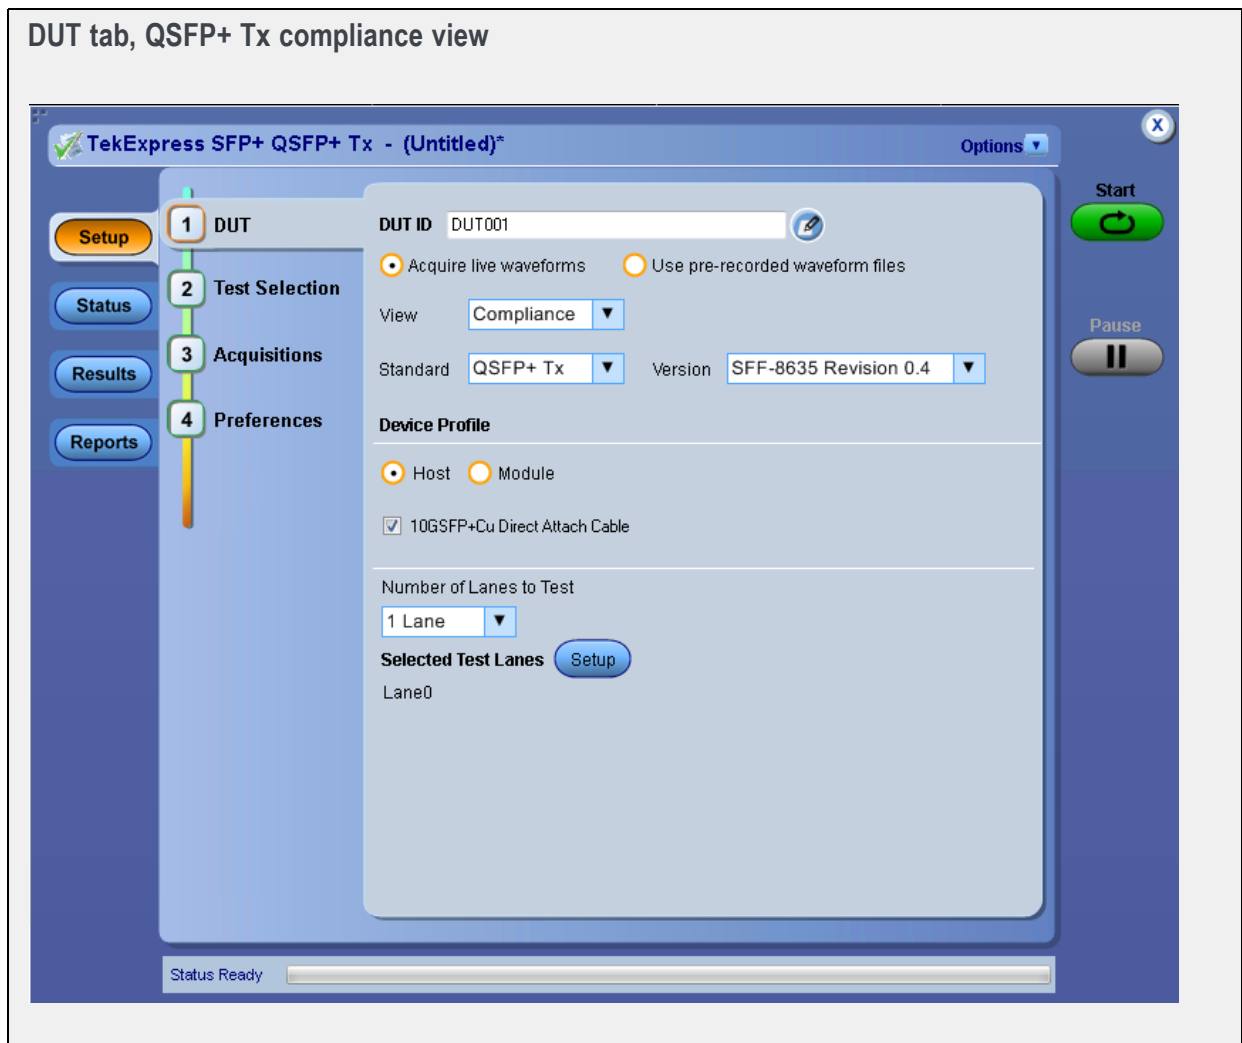 DUT tab, QSFP+ Tx compliance view
X
TekExpress SFP+ QSFP+ Tx - (Untitled)*
Options
Start
Setup
Status
Results
Reports
1 DUT
2 Test Selection
3 Acquisitions
4 Preferences
DUT ID DUT001
Acquire live waveforms Use pre-recorded waveform files
View Compliance
Standard QSFP+ Tx Version SFF-8635 Revision 0.4
Device Profile
Host Module
10GSFP+Cu Direct Attach Cable
Number of Lanes to Test
1 Lane
Selected Test Lanes Setup
Lane0
Pause
Status Ready